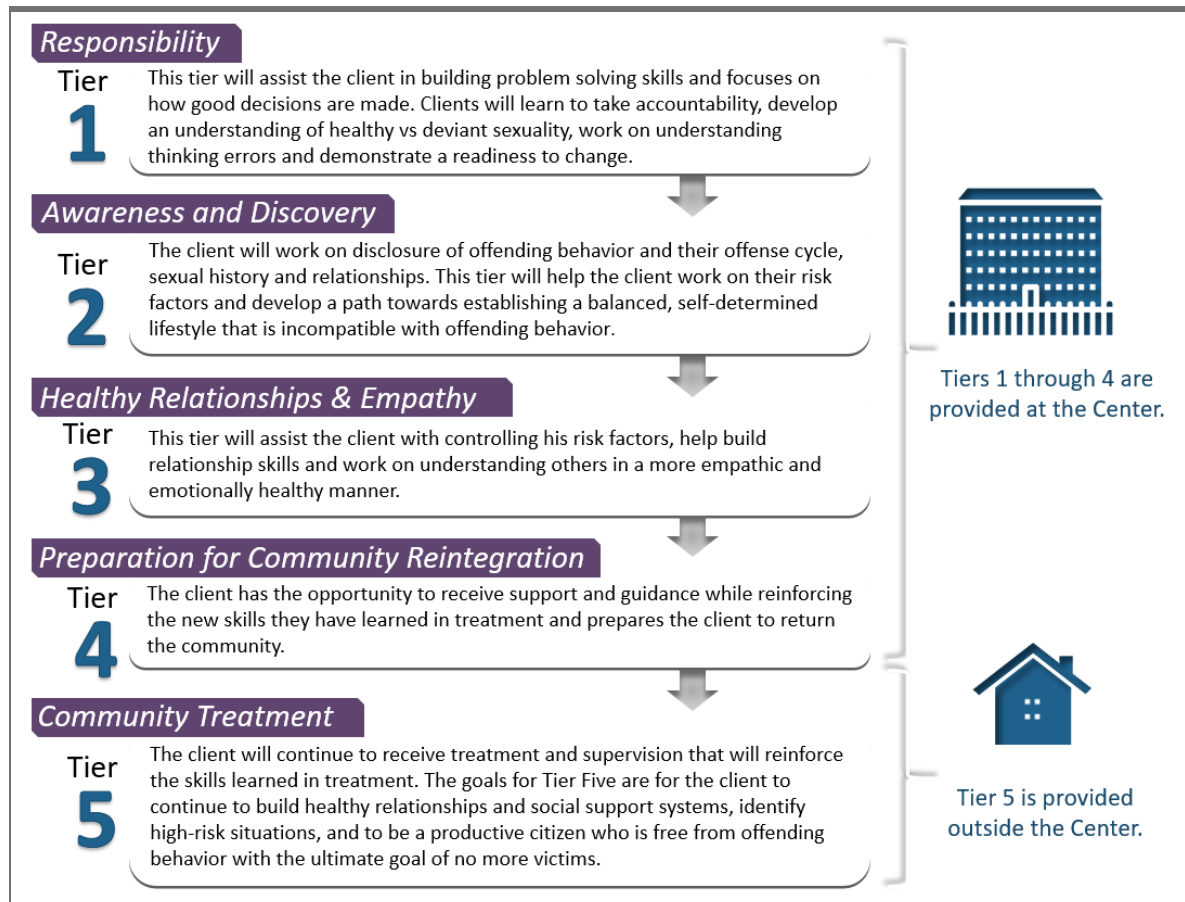 Responsibility
Tier
1
This tier will assist the client in building problem solving skills and focuses on
how good decisions are made. Clients will learn to take accountability, develop
an understanding of healthy vs deviant sexuality, work on understanding
thinking errors and demonstrate a readiness to change.
Awareness and Discovery
Tier
2
The client will work on disclosure of offending behavior and their offense cycle,
sexual history and relationships. This tier will help the client work on their risk
factors and develop a path towards establishing a balanced, self-determined
lifestyle that is incompatible with offending behavior.
Healthy Relationships & Empathy
Tier
3
This tier will assist the client with controlling his risk factors, help build
relationship skills and work on understanding others in a more empathic and
emotionally healthy manner.
Preparation for Community Reintegration
Tier
4
The client has the opportunity to receive support and guidance while reinforcing
the new skills they have learned in treatment and prepares the client to return
the community.
Community Treatment
Tier
5
The client will continue to receive treatment and supervision that will reinforce
the skills learned in treatment. The goals for Tier Five are for the client to
continue to build healthy relationships and social support systems, identify
high-risk situations, and to be a productive citizen who is free from offending
behavior with the ultimate goal of no more victims.
Tiers 1 through 4 are
provided at the Center.
Tier 5 is provided
outside the Center.